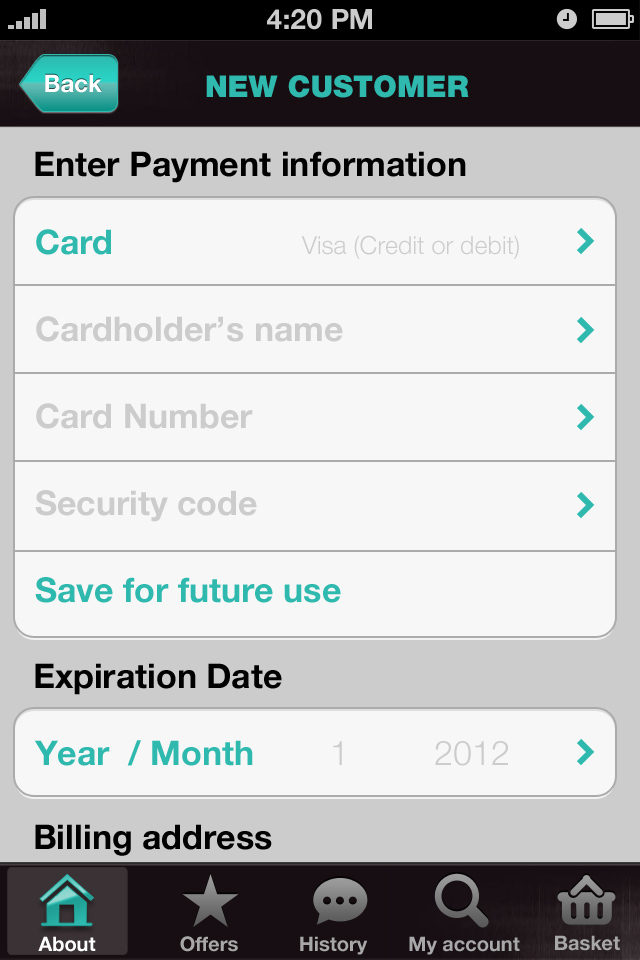 4:20 PM
Back
NEW CUSTOMER
Enter Payment information
Card Visa (Credit or debit)
Cardholder’s name
Card Number
Security code
Save for future use
Expiration Date
Year / Month 1 2012
Billing address
About Offers History My account Basket